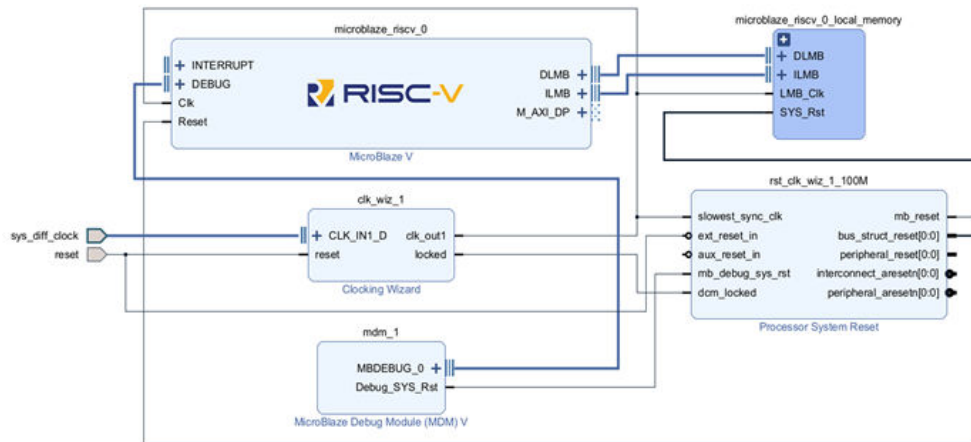 microblaze_riscv_0
INTERRUPT
DEBUG
Clk
Reset
RISC-V
DLMB
ILMB
M_AXI_DP
MicroBlaze V
microblaze_riscv_0_local_memory
DLMB
ILMB
LMB_Clk
SYS_Rst
sys_diff_clock
reset
clk_wiz_1
CLK_IN1_D
reset
clk_out1
locked
Clocking Wizard
rst_clk_wiz_1_100M
slowest_sync_clk
ext_reset_in
aux_reset_in
mb_debug_sys_rst
dcm_locked
mb_reset
bus_struct_reset[0:0]
peripheral_reset[0:0]
interconnect_aresetn[0:0]
peripheral_aresetn[0:0]
Processor System Reset
mdm_1
MBDEBUG_0
Debug_SYS_Rst
MicroBlaze Debug Module (MDM) V